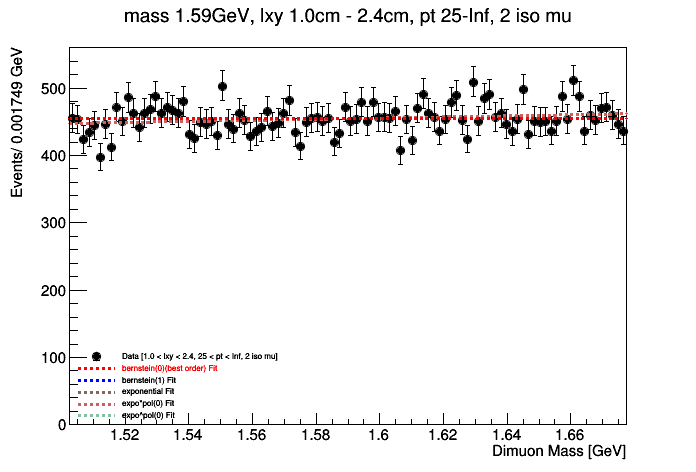 mass 1.59GeV, lxy 1.0cm - 2.4cm, pt 25-Inf, 2 iso mu
Events/ 0.001749 GeV
500
400
300
200
100
0
Data [1.0 < lxy < 2.4, 25 < pt < Inf, 2 iso mu]
bernstein(0)(best order) Fit
bernstein(1) Fit
exponential Fit
expo*pol(0) Fit
expo^pol(0) Fit
1.52 1.54 1.56 1.58 1.6 1.62 1.64 1.66
Dimuon Mass [GeV]